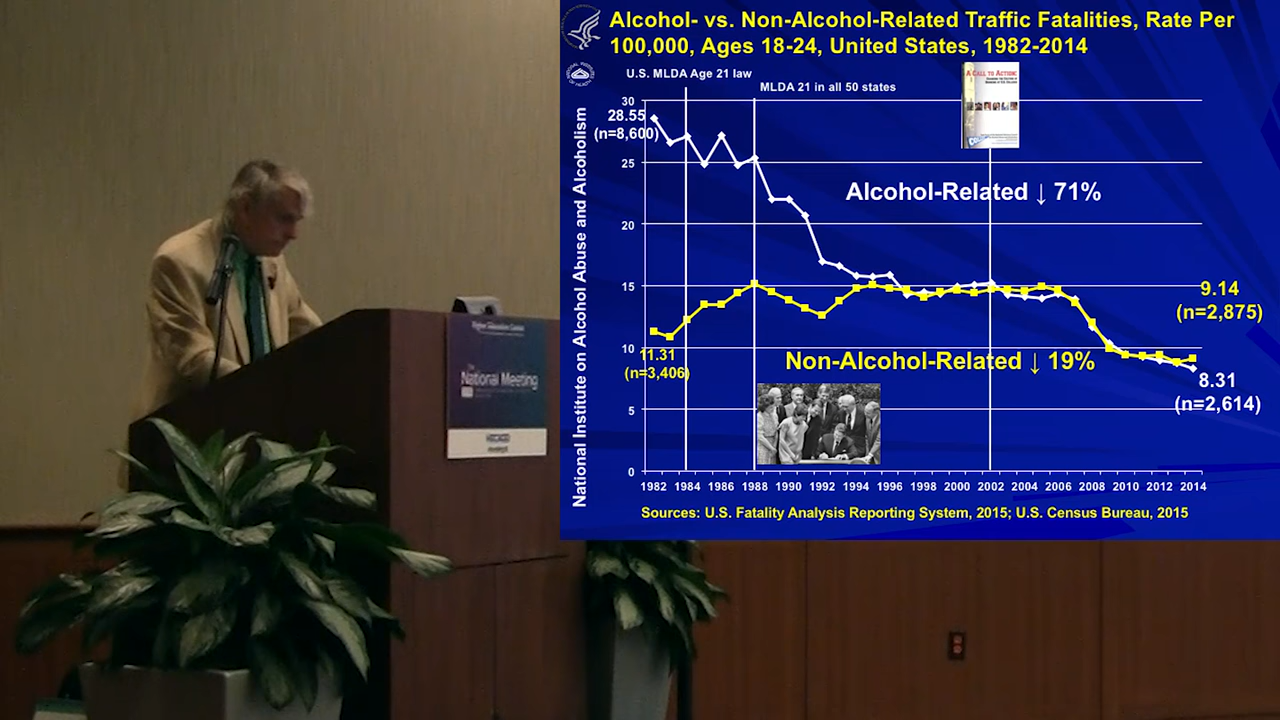 Alcohol- vs. Non-Alcohol-Related Traffic Fatalities, Rate Per
100,000, Ages 18-24, United States, 1982-2014
U.S. MLDA Age 21 law
MLDA 21 in all 50 states
A CALL TO ACTION:
National Institute on Alcohol Abuse and Alcoholism
30
25
20
15
10
5
0
28.55
(n=8,600)
Alcohol-Related ↓ 71%
9.14
(n=2,875)
11.31
(n=3,406)
Non-Alcohol-Related ↓ 19%
8.31
(n=2,614)
1982 1984 1986 1988 1990 1992 1994 1996 1998 2000 2002 2004 2006 2008 2010 2012 2014
Sources: U.S. Fatality Analysis Reporting System, 2015; U.S. Census Bureau, 2015
National Meeting